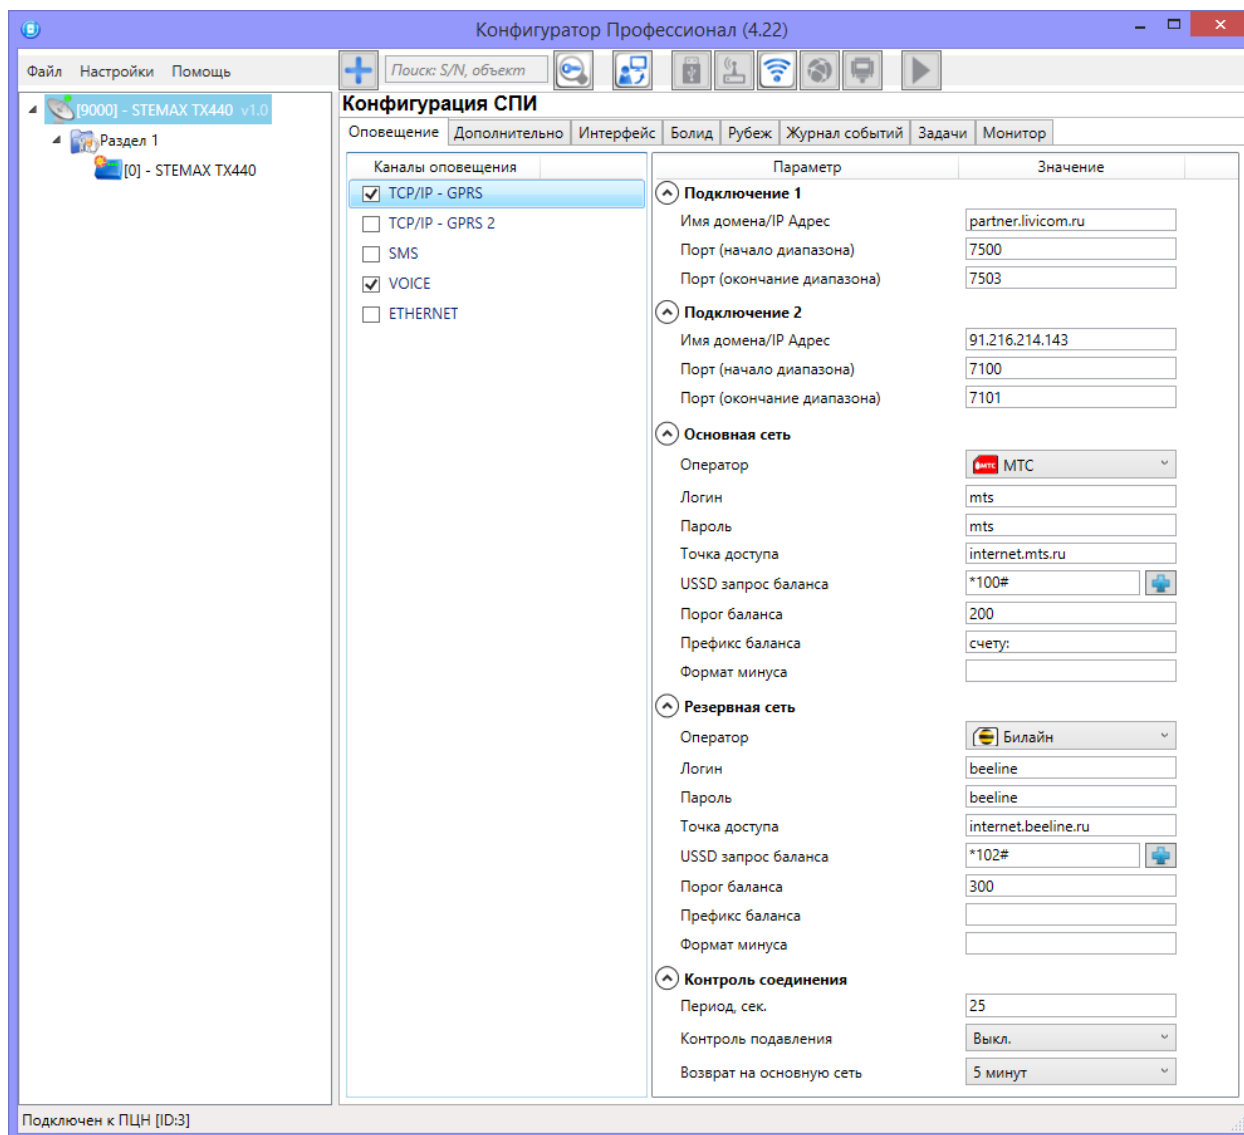 Конфигуратор Профессионал (4.22)
Файл Настройки Помощь
Поиск: S/N, объект
[9000] - STEMAX TX440 v1.0
Раздел 1
[0] - STEMAX TX440
Конфигурация СПИ
Оповещение Дополнительно Интерфейс Болид Рубеж Журнал событий Задачи Монитор
Каналы оповещения
TCP/IP - GPRS
TCP/IP - GPRS 2
SMS
VOICE
ETHERNET
Параметр Значение
Подключение 1
Имя домена/IP Адрес partner.livicom.ru
Порт (начало диапазона) 7500
Порт (окончание диапазона) 7503
Подключение 2
Имя домена/IP Адрес 91.216.214.143
Порт (начало диапазона) 7100
Порт (окончание диапазона) 7101
Основная сеть
Оператор МТС МТС
Логин mts
Пароль mts
Точка доступа internet.mts.ru
USSD запрос баланса *100#
Порог баланса 200
Префикс баланса счету:
Формат минуса
Резервная сеть
Оператор Билайн
Логин beeline
Пароль beeline
Точка доступа internet.beeline.ru
USSD запрос баланса *102#
Порог баланса 300
Префикс баланса
Формат минуса
Контроль соединения
Период, сек. 25
Контроль подавления Выкл.
Возврат на основную сеть 5 минут
Подключен к ПЦН [ID:3]